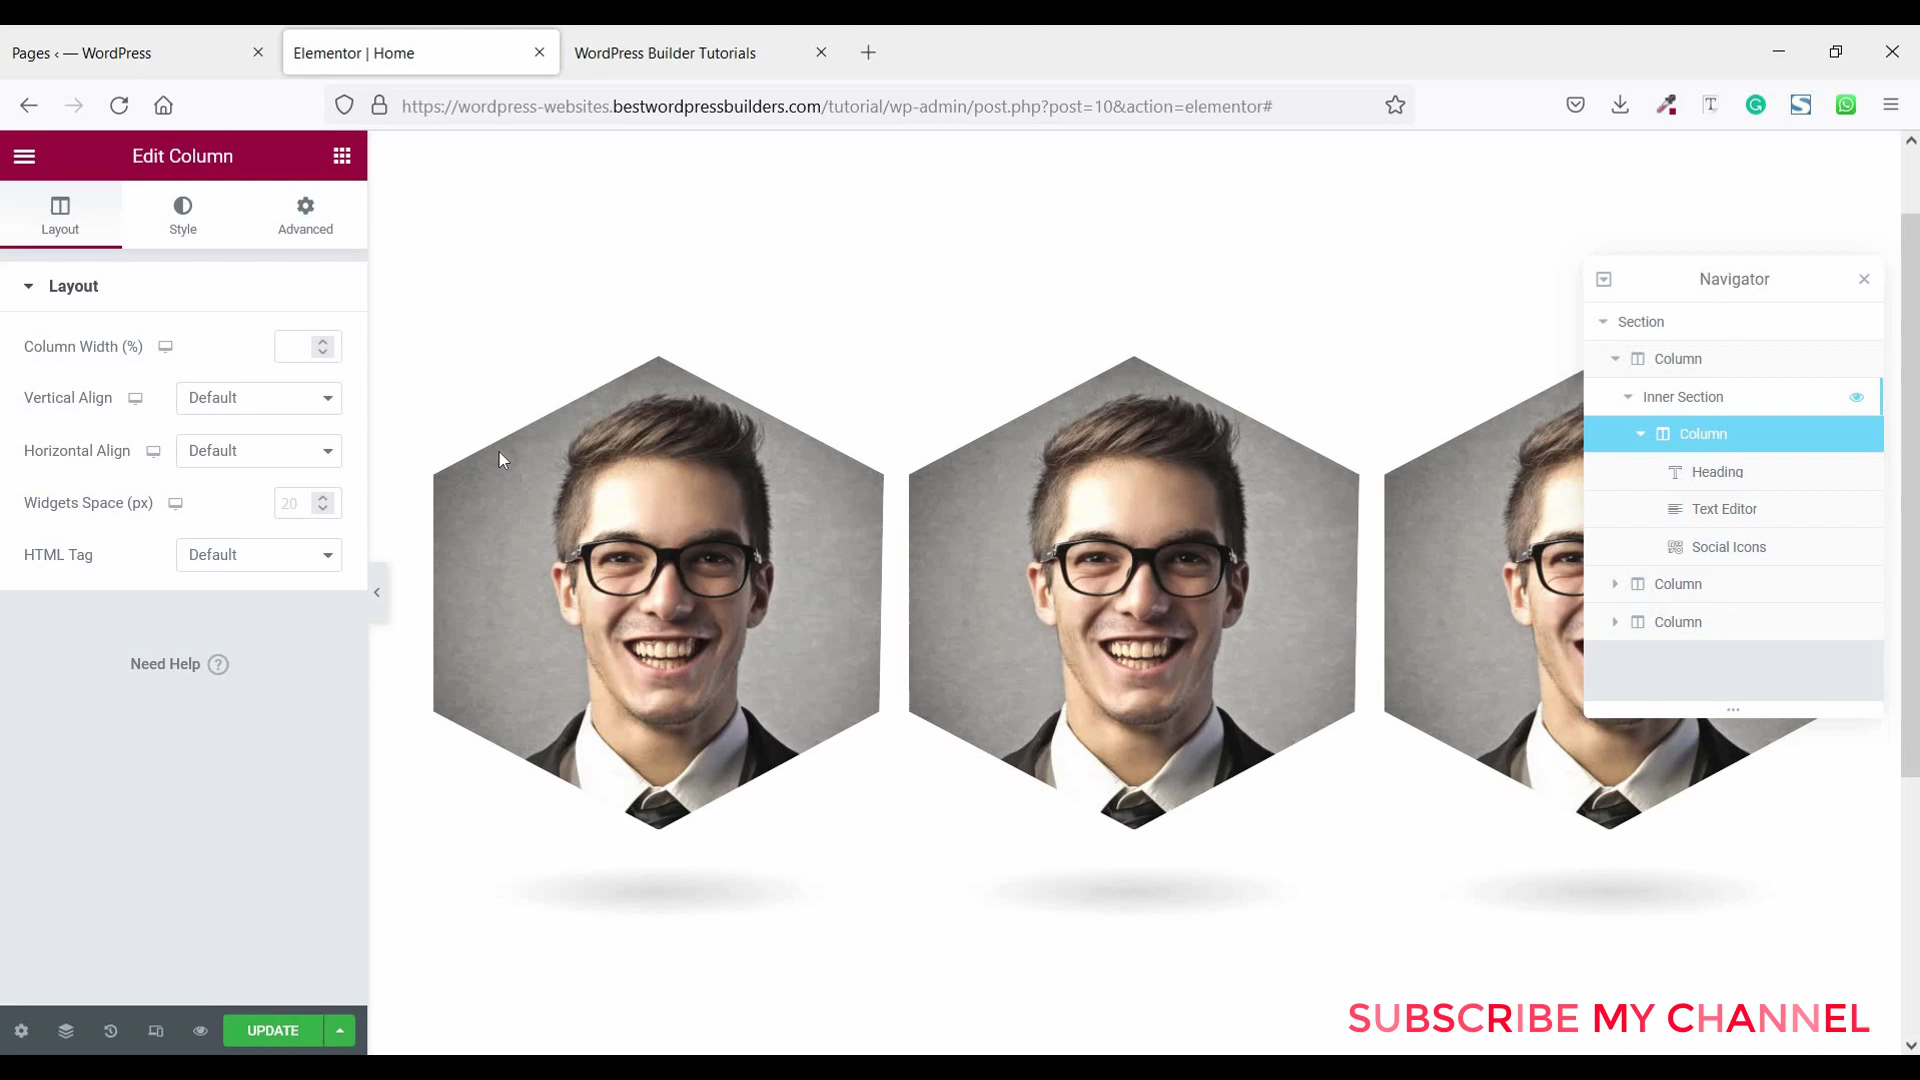 Pages ‹ — WordPress
Elementor | Home
WordPress Builder Tutorials
https://wordpress-websites.bestwordpressbuilders.com/tutorial/wp-admin/post.php?post=10&action=elementor#
Edit Column
Layout
Style
Advanced
Layout
Column Width (%)
Vertical Align
Default
Horizontal Align
Default
Widgets Space (px)
20
HTML Tag
Default
Need Help
UPDATE
Navigator
Section
Column
Inner Section
Column
Heading
Text Editor
Social Icons
Column
Column
SUBSCRIBE MY CHANNEL